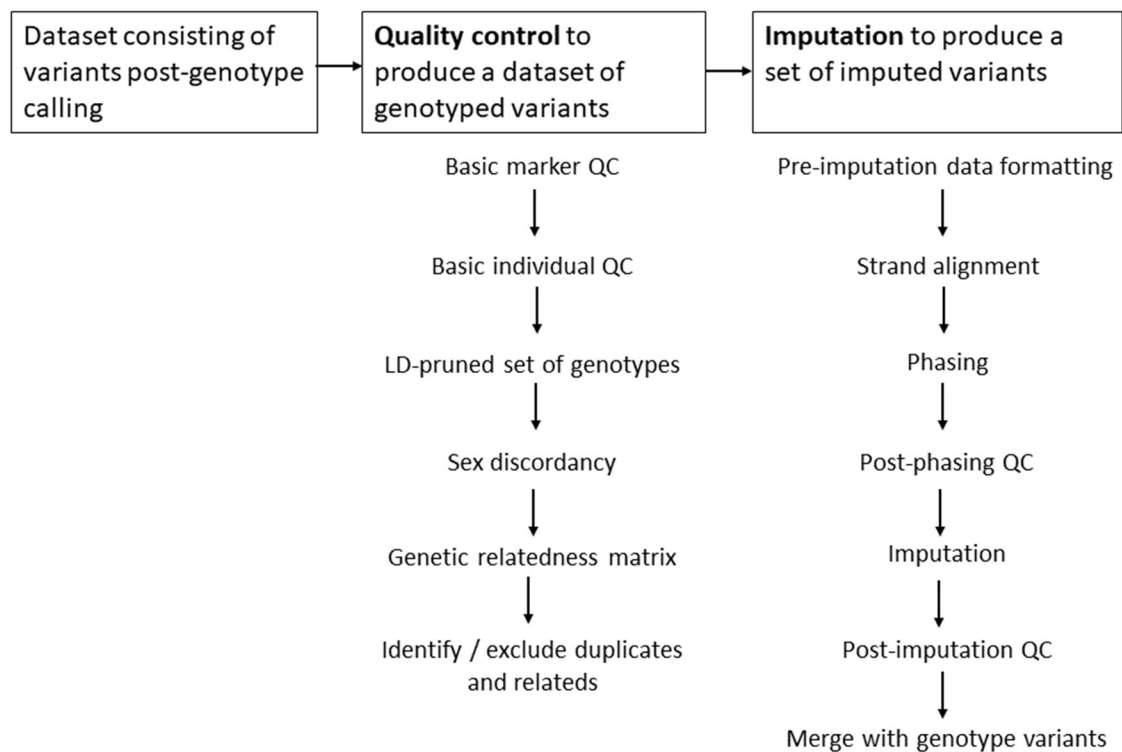 Dataset consisting of
variants post-genotype
calling
Quality control to
produce a dataset of
genotyped variants
Imputation to produce a
set of imputed variants
Basic marker QC
Basic individual QC
LD-pruned set of genotypes
Sex discordancy
Genetic relatedness matrix
Identify / exclude duplicates
and relateds
Pre-imputation data formatting
Strand alignment
Phasing
Post-phasing QC
Imputation
Post-imputation QC
Merge with genotype variants